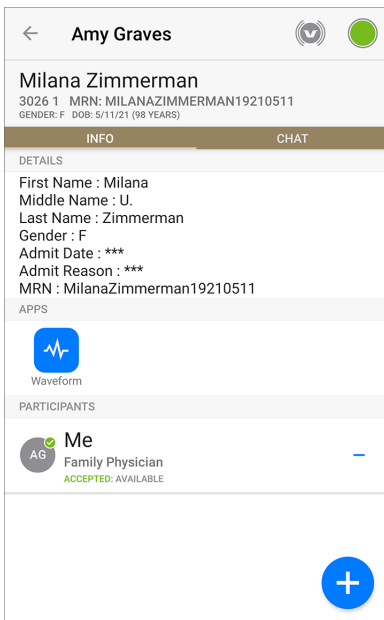 Amy Graves
Milana Zimmerman
3026 1 MRN: MILANAZIMMERMAN19210511
GENDER: F DOB: 5/11/21 (98 YEARS)
INFO CHAT
DETAILS
First Name : Milana
Middle Name : U.
Last Name : Zimmerman
Gender : F
Admit Date : ***
Admit Reason : ***
MRN : MilanaZimmerman19210511
APPS
Waveform
PARTICIPANTS
AG
Me
Family Physician
ACCEPTED: AVAILABLE